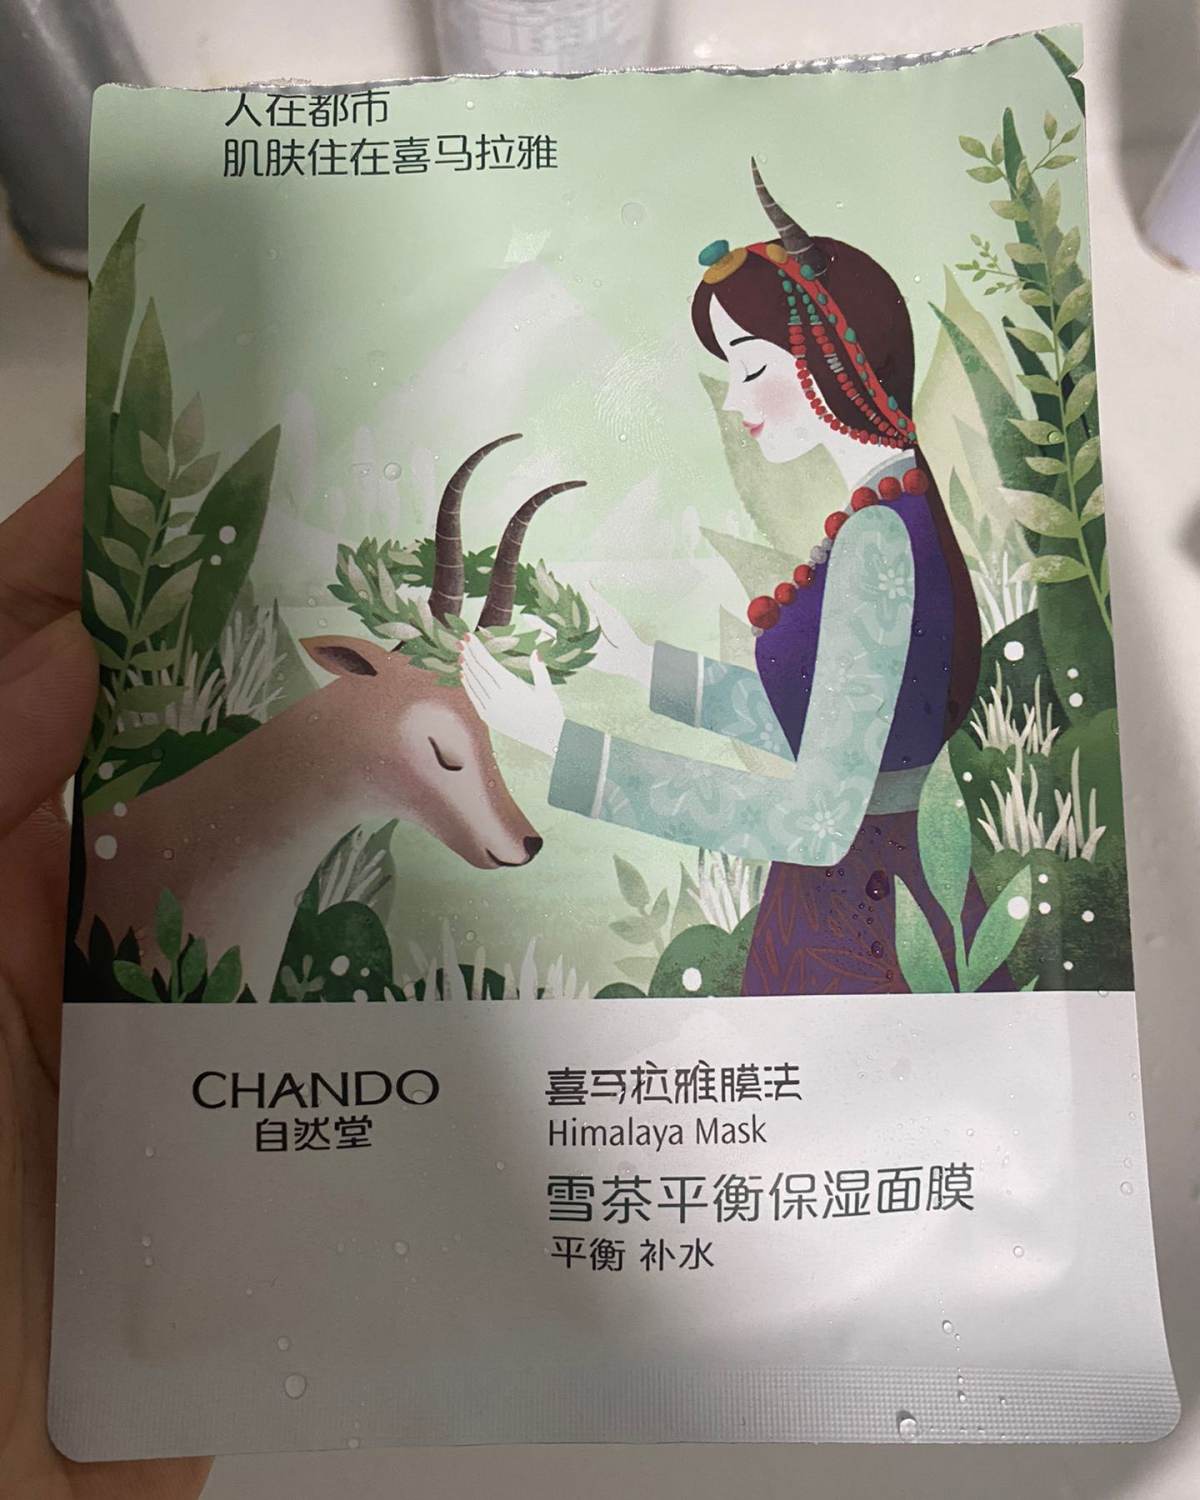 人在都市
肌肤住在喜马拉雅
CHANDO
自然堂
喜马拉雅膜法
Himalaya Mask
雪茶平衡保湿面膜
平衡 补水